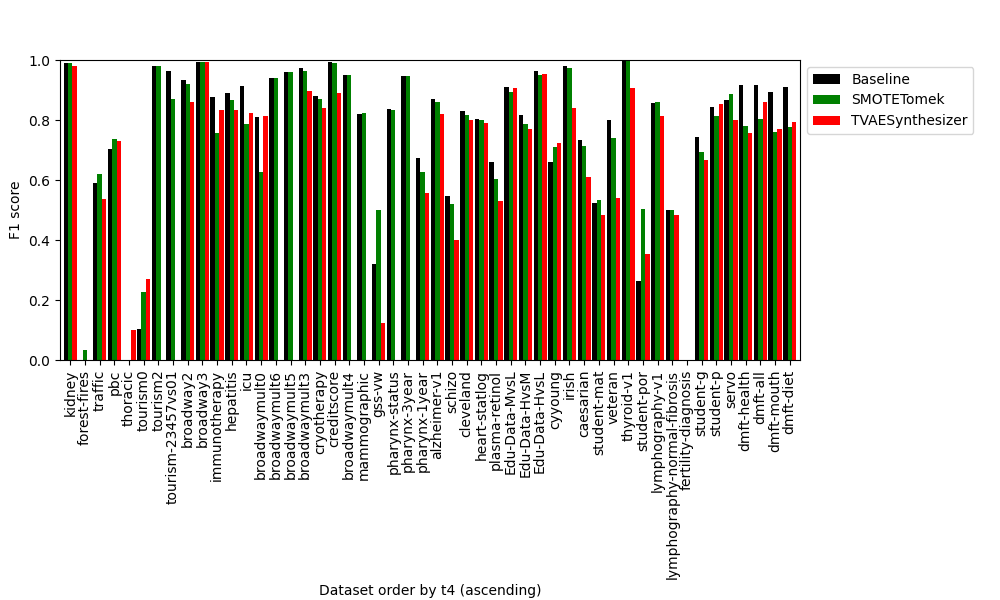 1.0
0.8
0.6
0.4
0.2
0.0
F1 score
Baseline
SMOTETomek
TVAESynthesizer
kidney
forest-fires
traffic
pbc
thoracic
tourism0
tourism2
tourism-23457vs01
broadway2
broadway3
immunotherapy
hepatitis
icu
broadwaymult0
broadwaymult6
broadwaymult5
broadwaymult3
cryotherapy
creditscore
broadwaymult4
mammographic
gss-vw
pharynx-status
pharynx-3year
pharynx-1year
alzheimer-v1
schizo
cleveland
heart-statlog
plasma-retinol
Edu-Data-MvsL
Edu-Data-HvsM
Edu-Data-HvsL
cyyoung
irish
caesarian
student-mat
veteran
thyroid-v1
student-por
lymphography-v1
lymphography-normal-fibrosis
fertility-diagnosis
student-g
student-p
servo
dmft-health
dmft-all
dmft-mouth
dmft-diet
Dataset order by t4 (ascending)